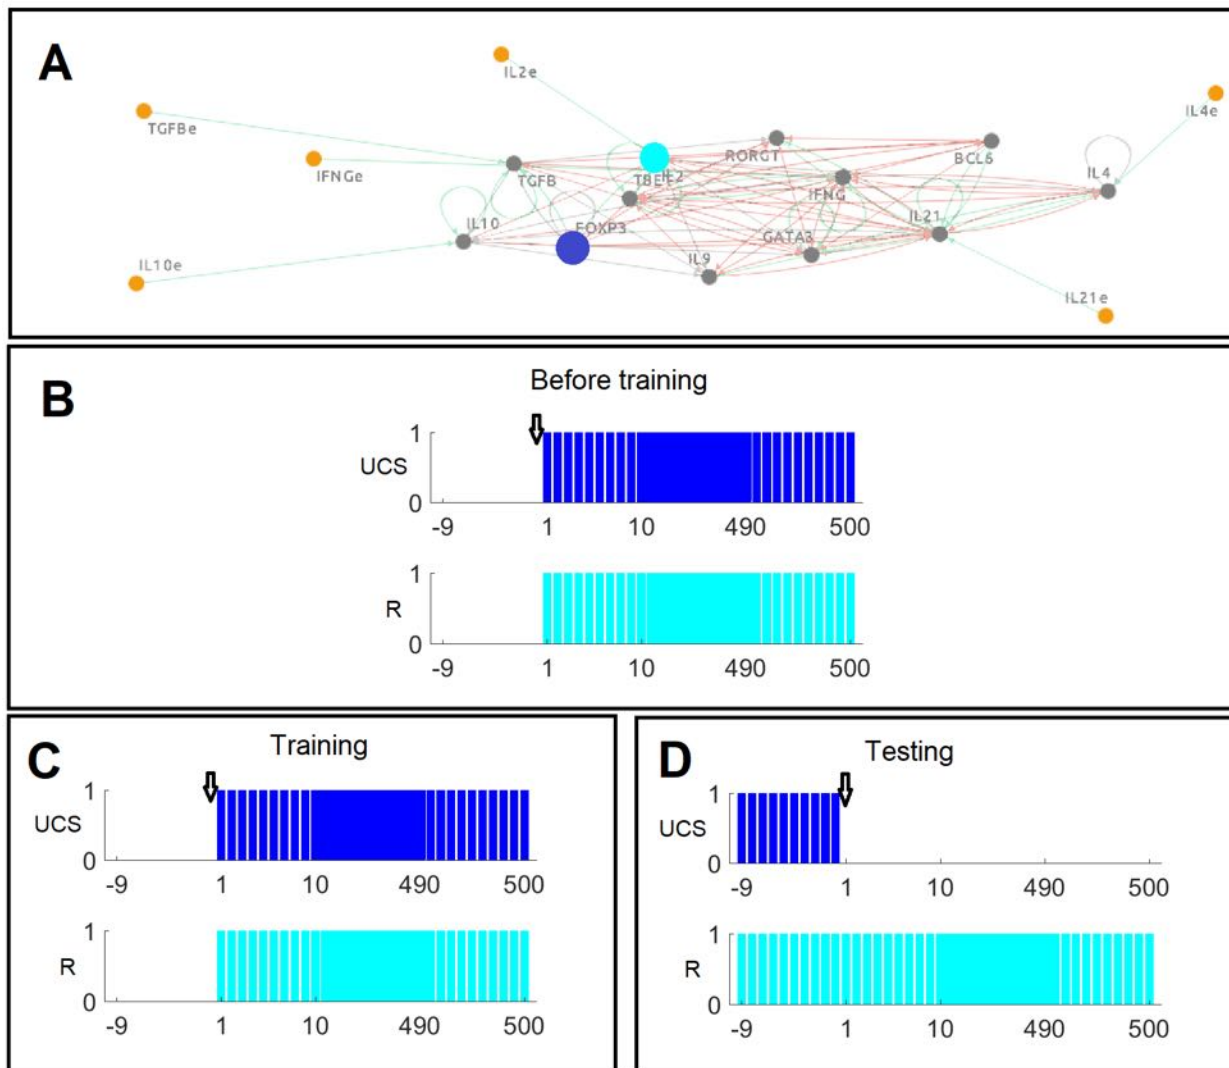 A
IL2e
IL4e
TGFBe
IFNGe
RORGT
BCL6
TGFB
IL2
IFNG
IL4
IL10
FOXP3
IL21
GATA3
IL9
IL10e
IL21e
B
Before training
1
UCS
0
-9 1 10 490 500
1
R
0
-9 1 10 490 500
C
Training
1
UCS
0
-9 1 10 490 500
1
R
0
-9 1 10 490 500
D
Testing
1
UCS
0
-9 1 10 490 500
1
R
0
-9 1 10 490 500